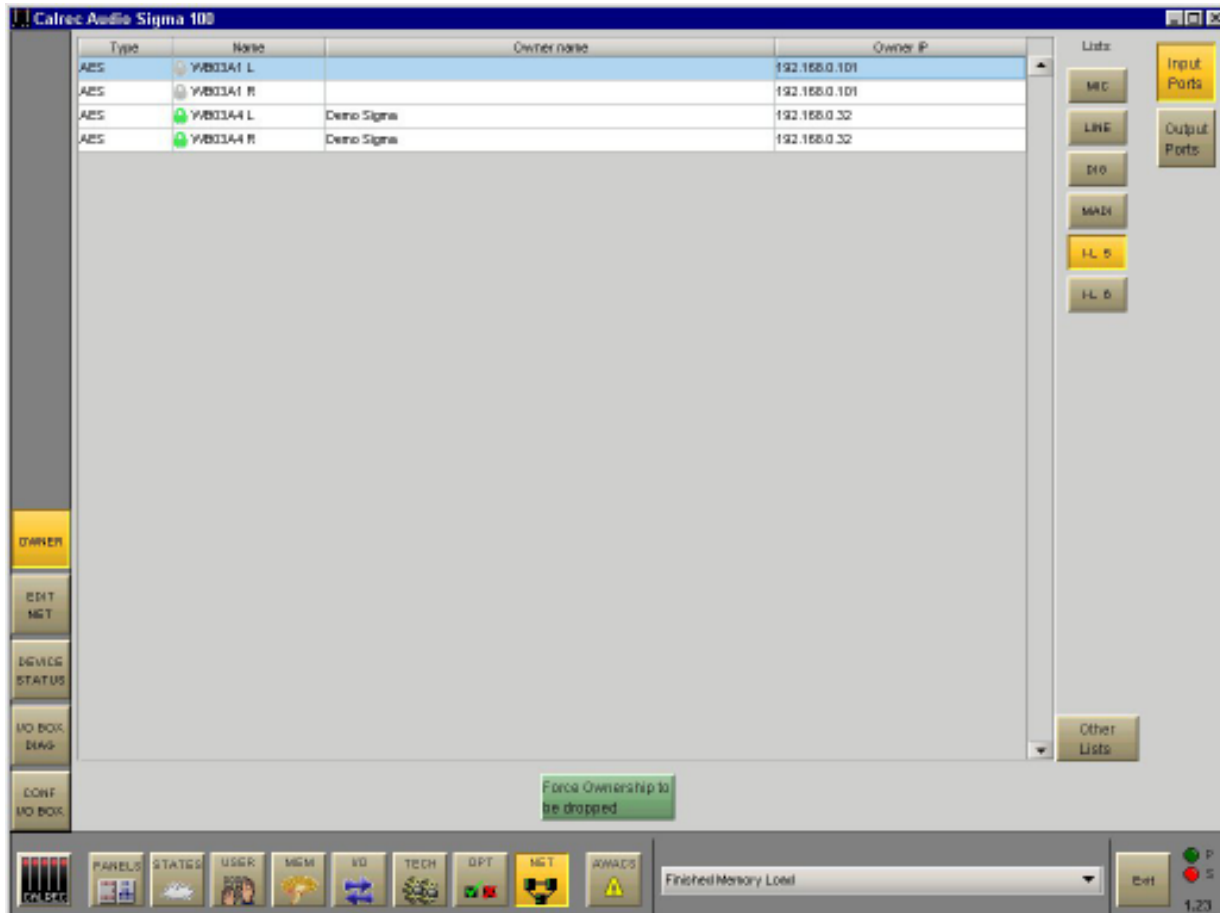 Calrec Audio Sigma 100
Type Name Owner name Owner IP
AES WB03A1 L 192.168.0.101
AES WB03A1 R 192.168.0.101
AES WB03A4 L Demo Sigma 192.168.0.32
AES WB03A4 R Demo Sigma 192.168.0.32
Lists:
MIC
LINE
DIG
MADI
Input
Ports
Output
Ports
Other
Lists
OWNER
EDIT
NET
DEVICE
STATUS
I/O BOX
DIAG
CONF
I/O BOX
Force Ownership to
be dropped
CALREC
PANELS STATES USER MEM I/O TECH OPT NET AWACS
Finished Memory Load
Exit
P
S
1.23